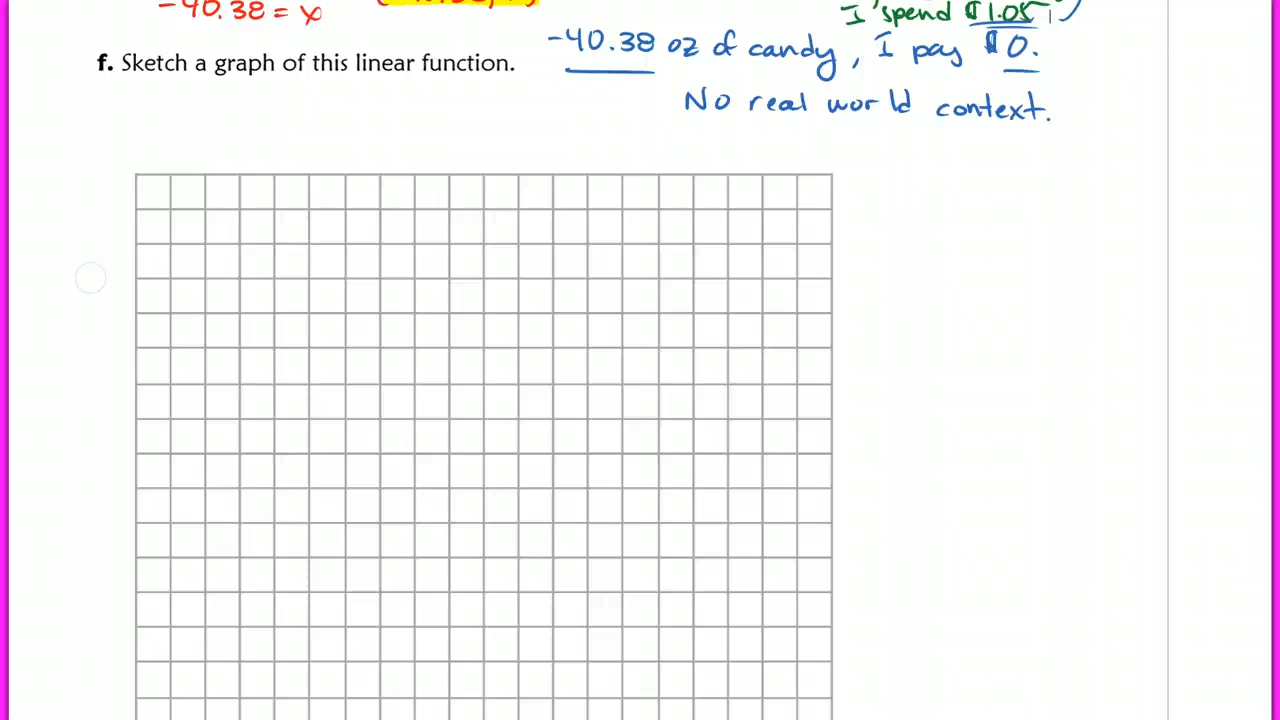 -40.38 = x
I spend $1.05
-40.38 oz of candy, I pay $0.
f. Sketch a graph of this linear function.
No real world context.